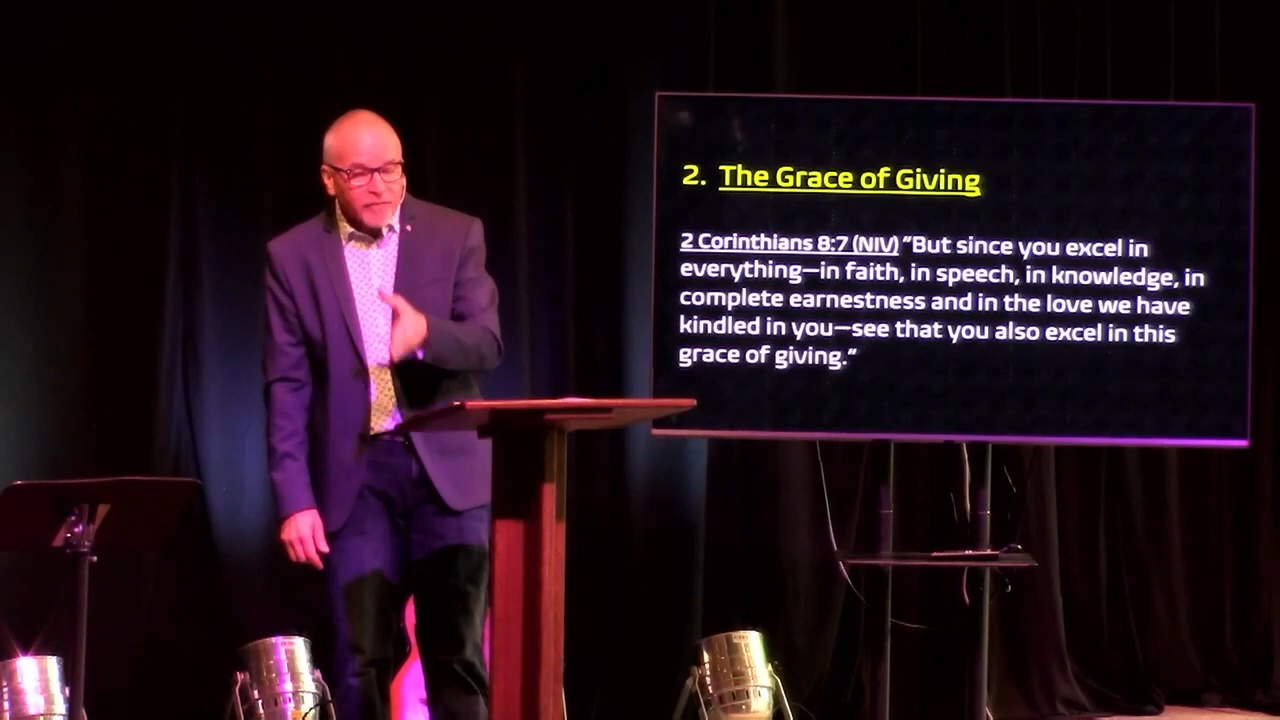 2. The Grace of Giving
2 Corinthians 8:7 (NIV) “But since you excel in
everything—in faith, in speech, in knowledge, in
complete earnestness and in the love we have
kindled in you—see that you also excel in this
grace of giving.”